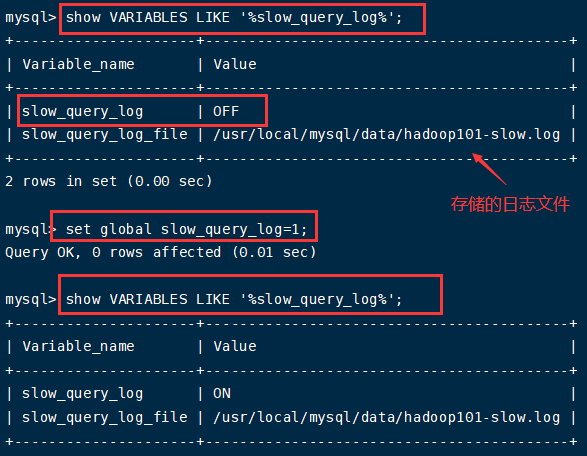 mysql> show VARIABLES LIKE '%slow_query_log%';
+---------------------+--------------------------------------------+
| Variable_name       | Value                                      |
+---------------------+--------------------------------------------+
| slow_query_log      | OFF                                        |
| slow_query_log_file | /usr/local/mysql/data/hadoop101-slow.log |
+---------------------+--------------------------------------------+
2 rows in set (0.00 sec)
存储的日志文件
mysql> set global slow_query_log=1;
Query OK, 0 rows affected (0.01 sec)
mysql> show VARIABLES LIKE '%slow_query_log%';
+---------------------+--------------------------------------------+
| Variable_name       | Value                                      |
+---------------------+--------------------------------------------+
| slow_query_log      | ON                                         |
| slow_query_log_file | /usr/local/mysql/data/hadoop101-slow.log |
+---------------------+--------------------------------------------+